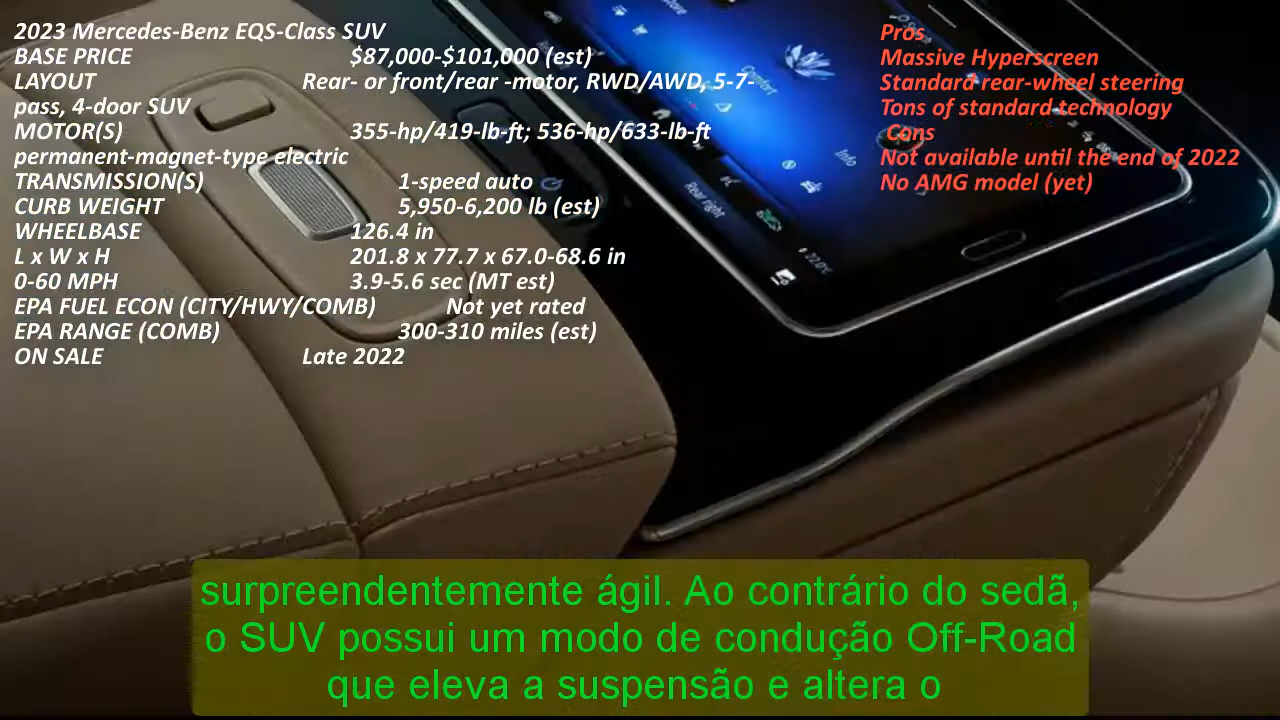 2023 Mercedes-Benz EQS-Class SUV
BASE PRICE $87,000-$101,000 (est)
LAYOUT Rear- or front/rear -motor, RWD/AWD, 5-7-
pass, 4-door SUV
MOTOR(S) 355-hp/419-lb-ft; 536-hp/633-lb-ft
permanent-magnet-type electric
TRANSMISSION(S) 1-speed auto
CURB WEIGHT 5,950-6,200 lb (est)
WHEELBASE 126.4 in
L x W x H 201.8 x 77.7 x 67.0-68.6 in
0-60 MPH 3.9-5.6 sec (MT est)
EPA FUEL ECON (CITY/HWY/COMB) Not yet rated
EPA RANGE (COMB) 300-310 miles (est)
ON SALE Late 2022
Pros
Massive Hyperscreen
Standard rear-wheel steering
Tons of standard technology
Cons
Not available until the end of 2022
No AMG model (yet)
Comfort
Info
Rear right
surpreendentemente ágil. Ao contrário do sedã,
o SUV possui um modo de condução Off-Road
que eleva a suspensão e altera o